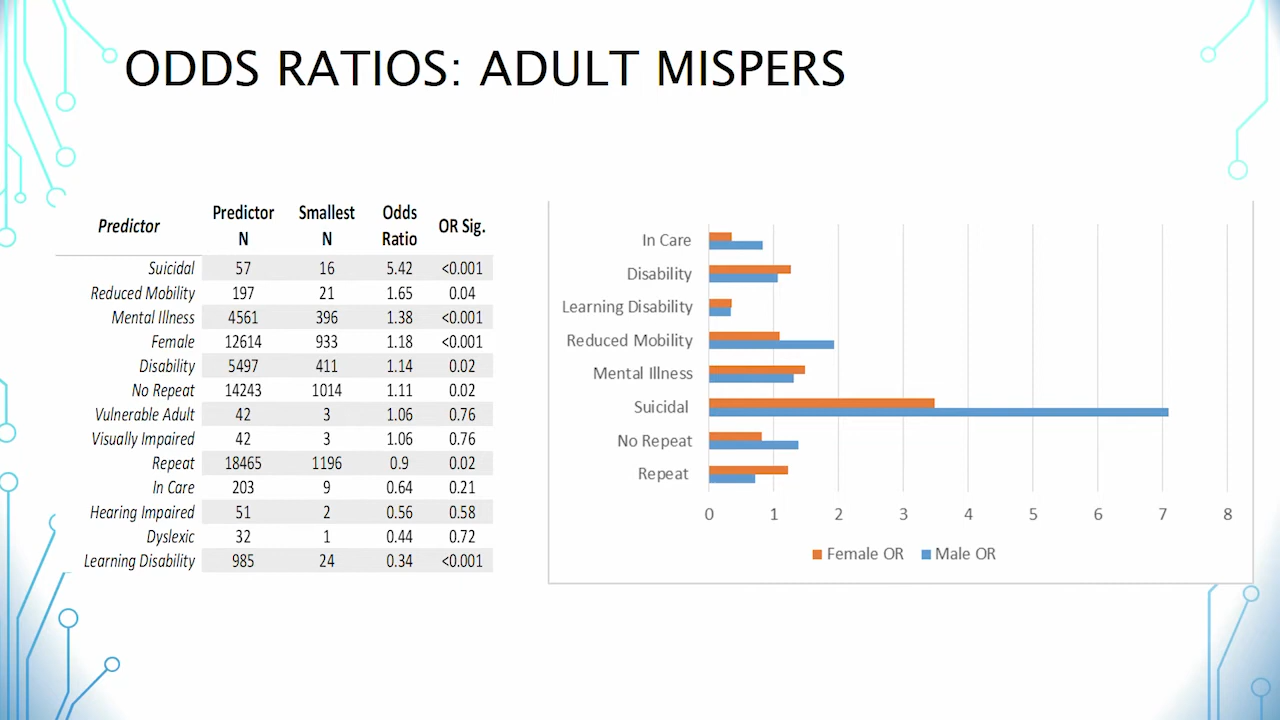 ODDS RATIOS: ADULT MISPERS
Predictor Predictor N Smallest N Odds Ratio OR Sig.
Suicidal 57 16 5.42 <0.001
Reduced Mobility 197 21 1.65 0.04
Mental Illness 4561 396 1.38 <0.001
Female 12614 933 1.18 <0.001
Disability 5497 411 1.14 0.02
No Repeat 14243 1014 1.11 0.02
Vulnerable Adult 42 3 1.06 0.76
Visually Impaired 42 3 1.06 0.76
Repeat 18465 1196 0.9 0.02
In Care 203 9 0.64 0.21
Hearing Impaired 51 2 0.56 0.58
Dyslexic 32 1 0.44 0.72
Learning Disability 985 24 0.34 <0.001
In Care
Disability
Learning Disability
Reduced Mobility
Mental Illness
Suicidal
No Repeat
Repeat
0 1 2 3 4 5 6 7 8
Female OR Male OR